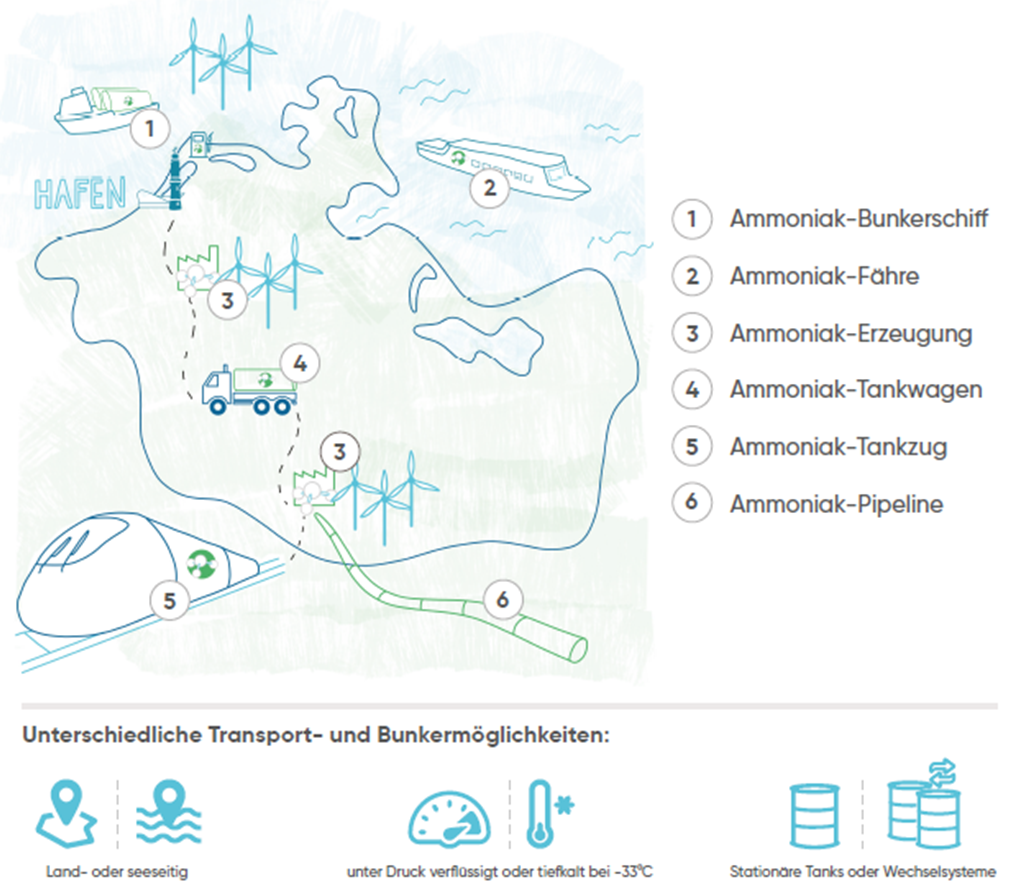 1
HAFEN
2
3
4
3
5
6
1 Ammoniak-Bunkerschiff
2 Ammoniak-Fähre
3 Ammoniak-Erzeugung
4 Ammoniak-Tankwagen
5 Ammoniak-Tankzug
6 Ammoniak-Pipeline
Unterschiedliche Transport- und Bunkermöglichkeiten:
Land- oder seeseitig
unter Druck verflüssigt oder tiefkalt bei -33°C
Stationäre Tanks oder Wechselsysteme